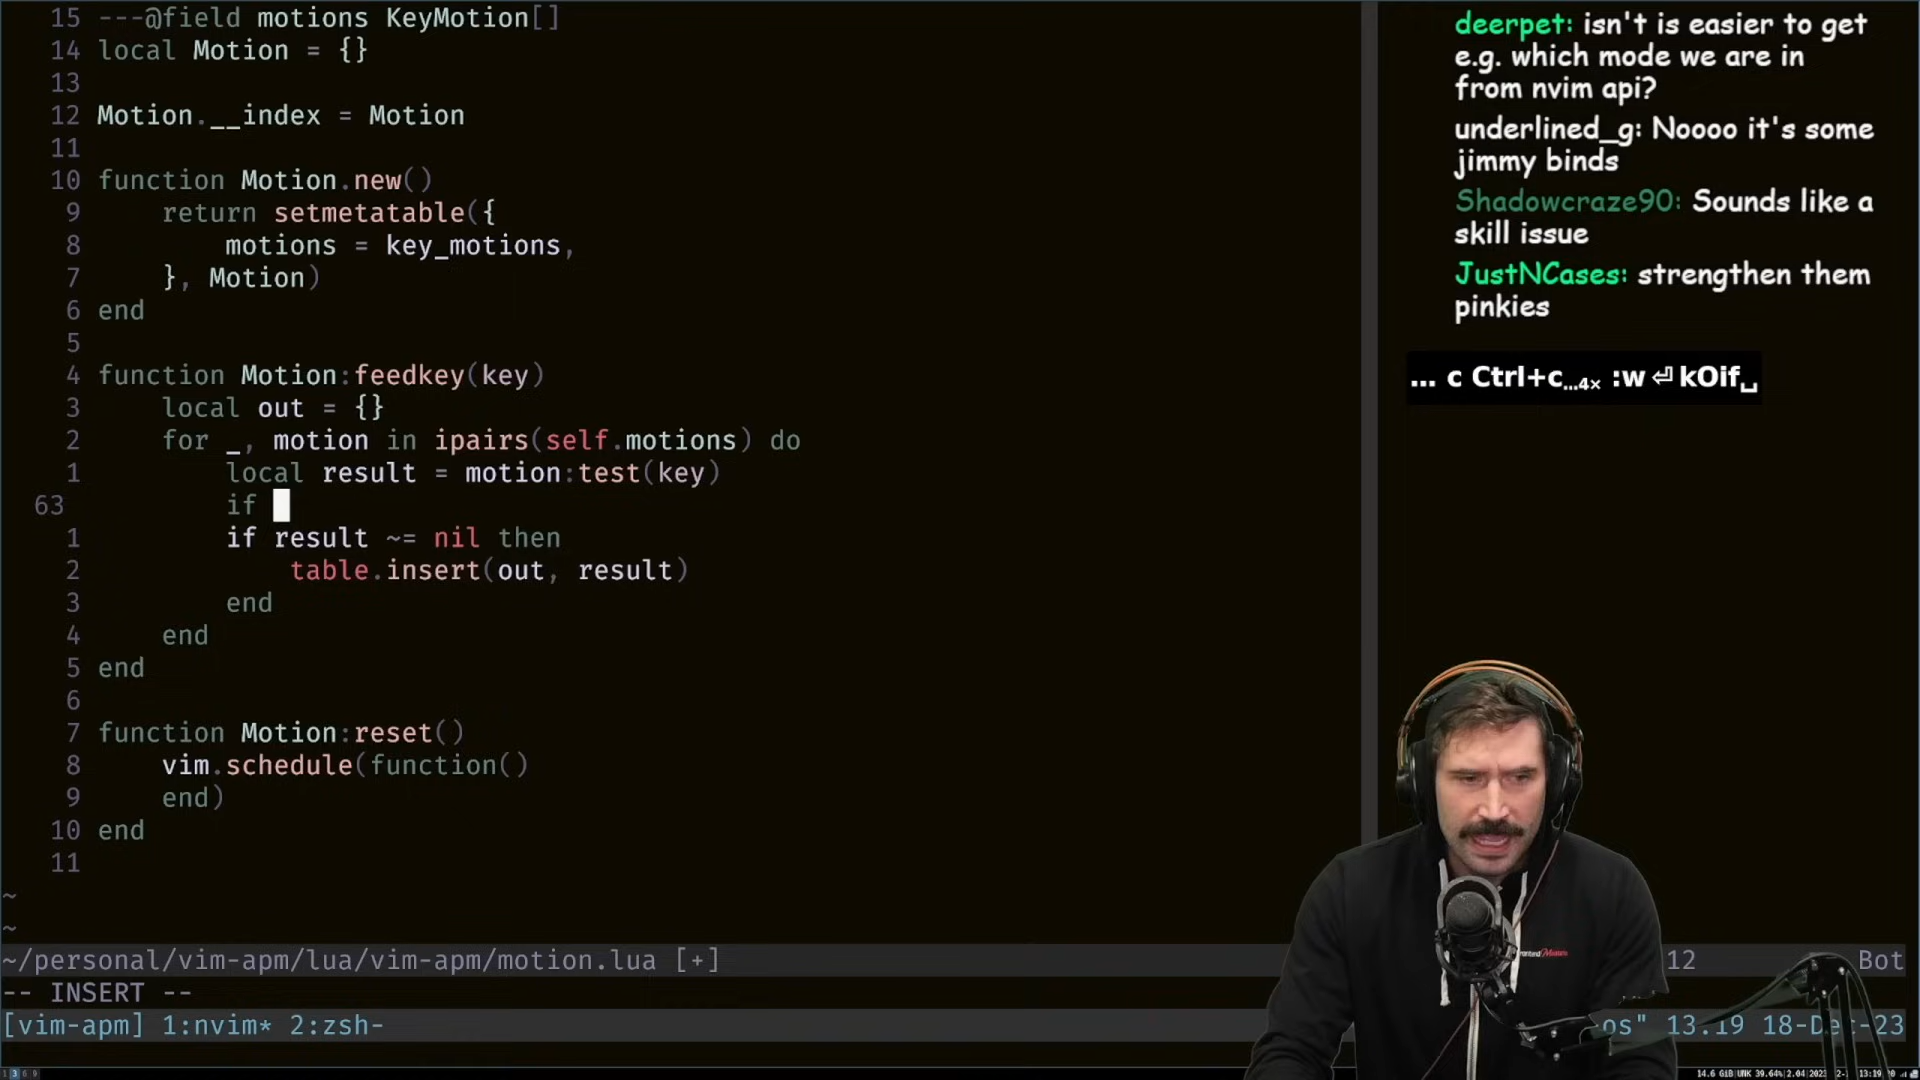 15 ---@field motions KeyMotion[]
14 local Motion = {}
13
12 Motion.__index = Motion
11
10 function Motion.new()
9 return setmetatable({
8 motions = key_motions,
7 }, Motion)
6 end
5
4 function Motion:feedkey(key)
3 local out = {}
2 for _, motion in ipairs(self.motions) do
1 local result = motion:test(key)
63 if
1 if result ~= nil then
2 table.insert(out, result)
3 end
4 end
5 end
6
7 function Motion:reset()
8 vim.schedule(function()
9 end)
10 end
11
~
~
~/personal/vim-apm/lua/vim-apm/motion.lua [+]
12 Bot
-- INSERT --
[vim-apm] 1:nvim* 2:zsh-
os" 13.19 18-Dec-23
deerpet: isn't is easier to get
e.g. which mode we are in
from nvim api?
underlined_g: Noooo it's some
jimmy binds
Shadowcraze90: Sounds like a
skill issue
JustNCases: strengthen them
pinkies
... c Ctrl+c...4× :w⏎ kOif␣